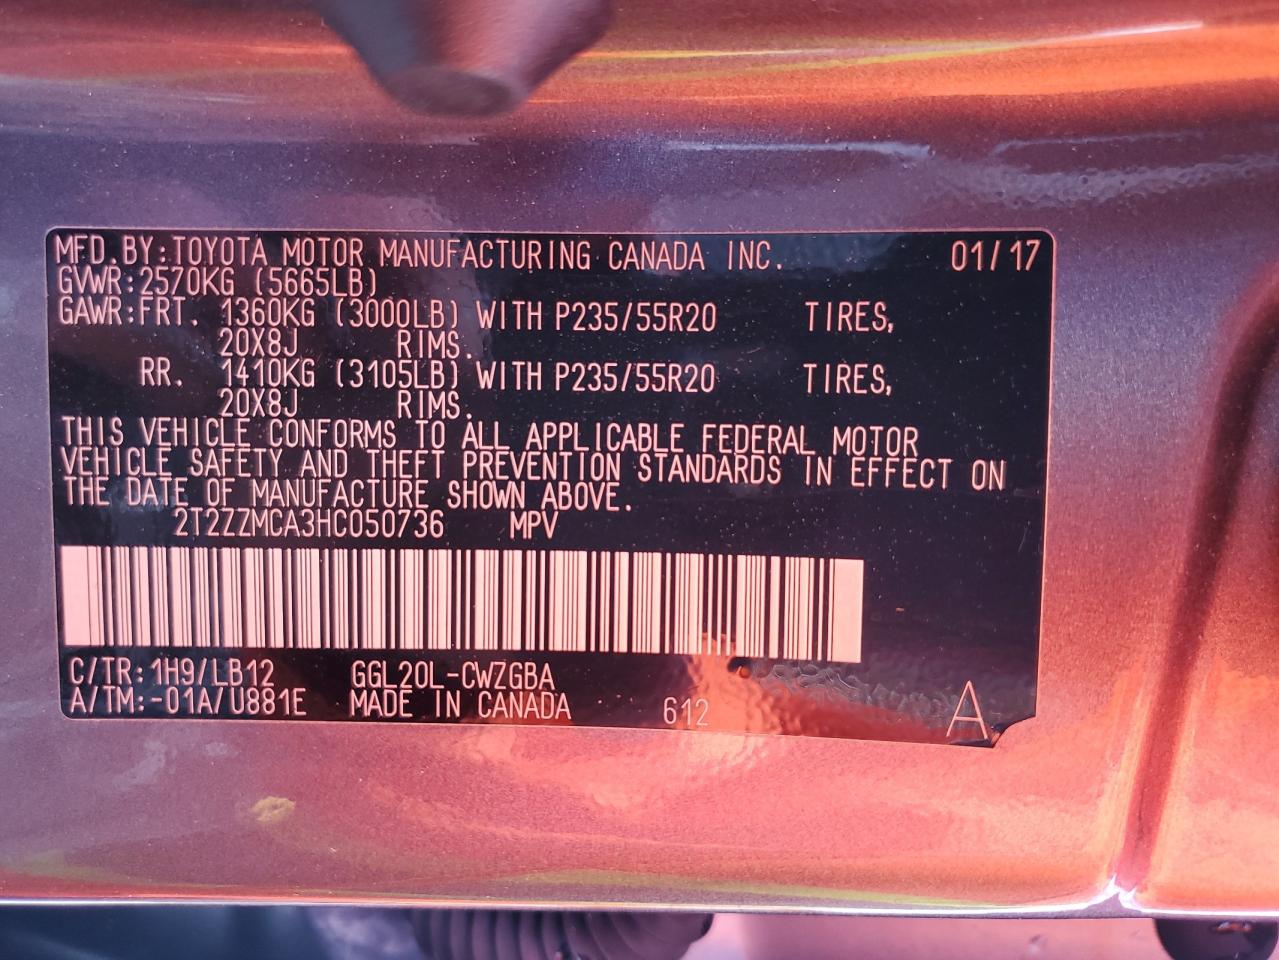 MFD.BY:TOYOTA MOTOR MANUFACTURING CANADA INC. 01/17
GVWR:2570KG (5665LB)
GAWR:FRT. 1360KG (3000LB) WITH P235/55R20 TIRES,
20X8J RIMS.
RR. 1410KG (3105LB) WITH P235/55R20 TIRES,
20X8J RIMS.
THIS VEHICLE CONFORMS TO ALL APPLICABLE FEDERAL MOTOR
VEHICLE SAFETY AND THEFT PREVENTION STANDARDS IN EFFECT ON
THE DATE OF MANUFACTURE SHOWN ABOVE.
2T2ZZMCA3HC050736 MPV
C/TR:1H9/LB12 GGL20L-CWZGBA
A/TM:-01A/U881E MADE IN CANADA 612 A